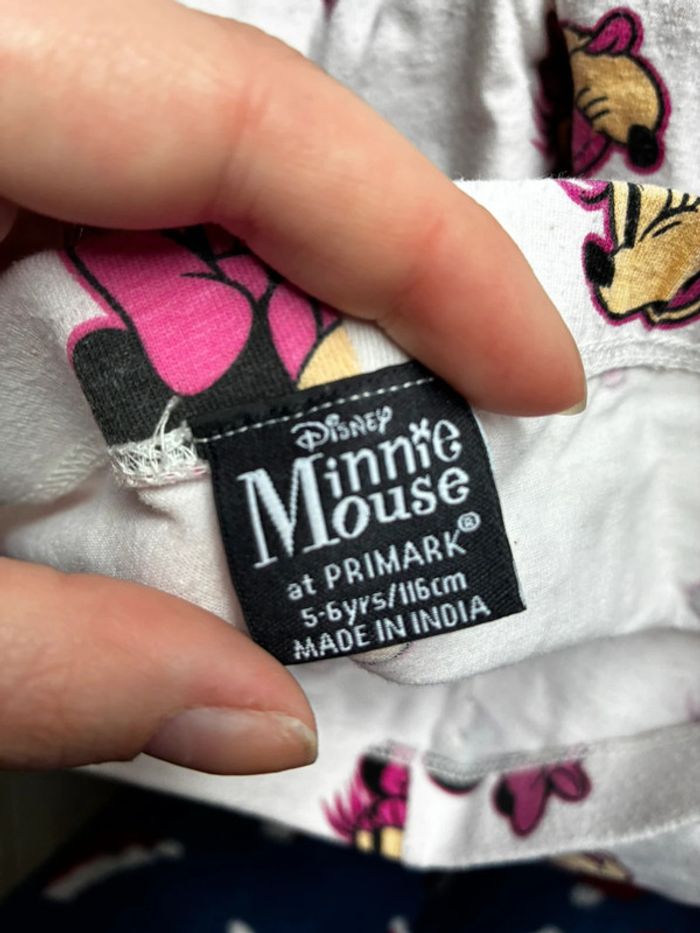 Disney
Minnie
Mouse
at PRIMARK®
5-6yrs/116cm
MADE IN INDIA